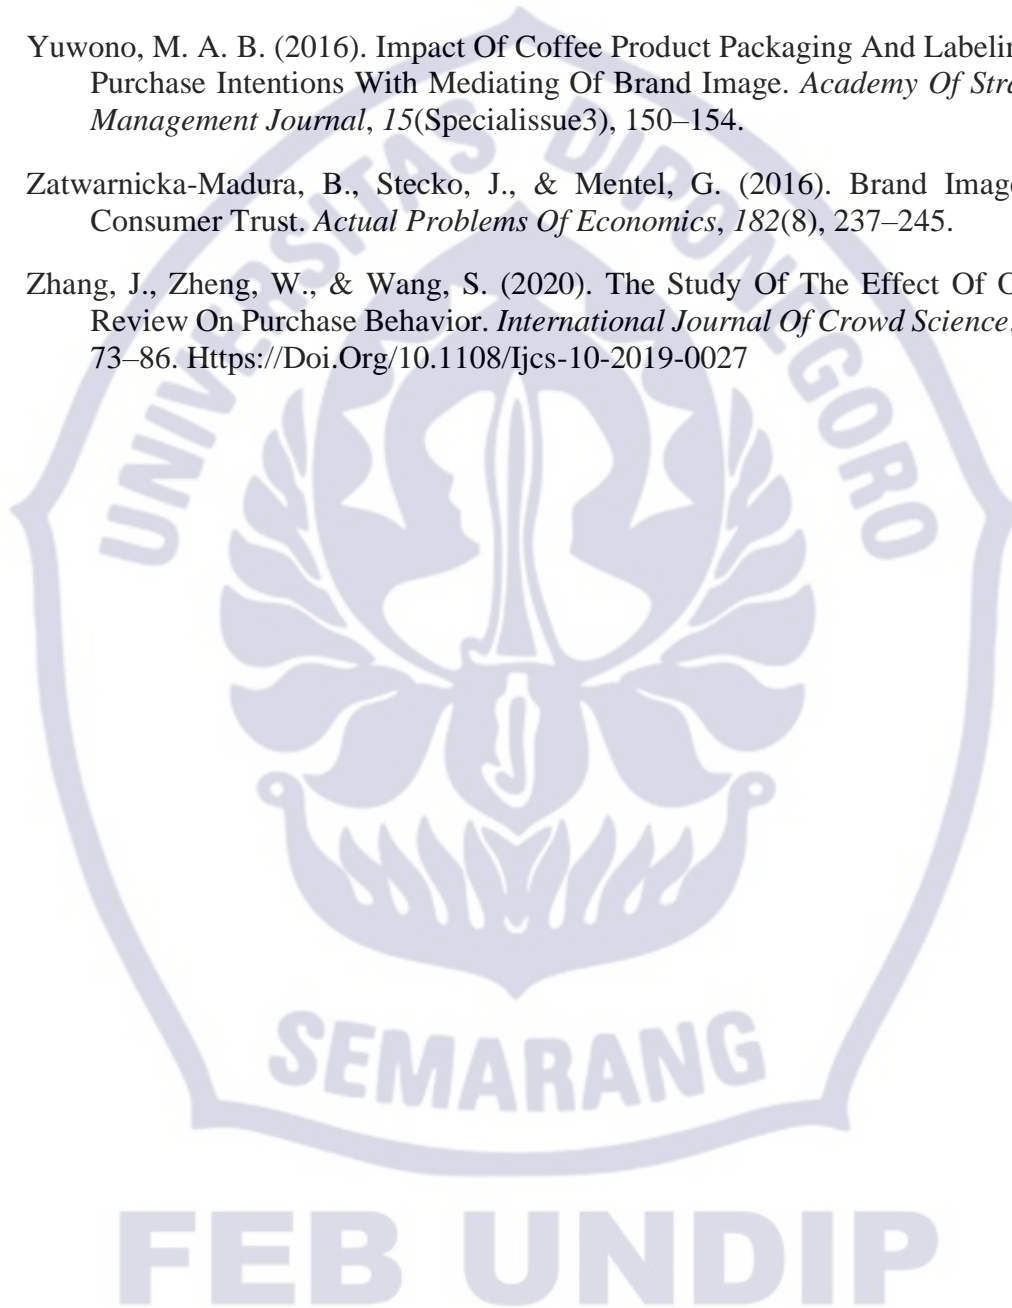 Yuwono, M. A. B. (2016). Impact Of Coffee Product Packaging And
Purchase Intentions With Mediating Of Brand Image. Academy Of
Management Journal, 15(Specialissue3), 150–154.
Zatwarnicka-Madura, B., Stecko, J., & Mentel, G. (2016). Brand Image
Consumer Trust. Actual Problems Of Economics, 182(8), 237–245.
Zhang, J., Zheng, W., & Wang, S. (2020). The Study Of The Effect Of
Review On Purchase Behavior. International Journal Of Crowd Science,
73–86. Https://Doi.Org/10.1108/Ijcs-10-2019-0027
UNIVERSITAS DIPONEGORO
SEMARANG
FEB UNDIP